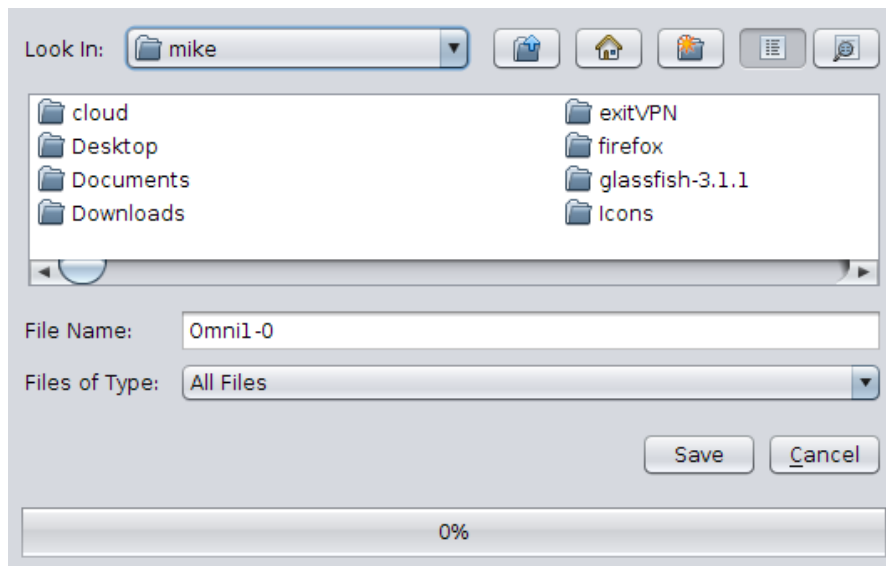 Look In: mike
cloud
Desktop
Documents
Downloads
exitVPN
firefox
glassfish-3.1.1
Icons
File Name: Omni1-0
Files of Type: All Files
Save Cancel
0%